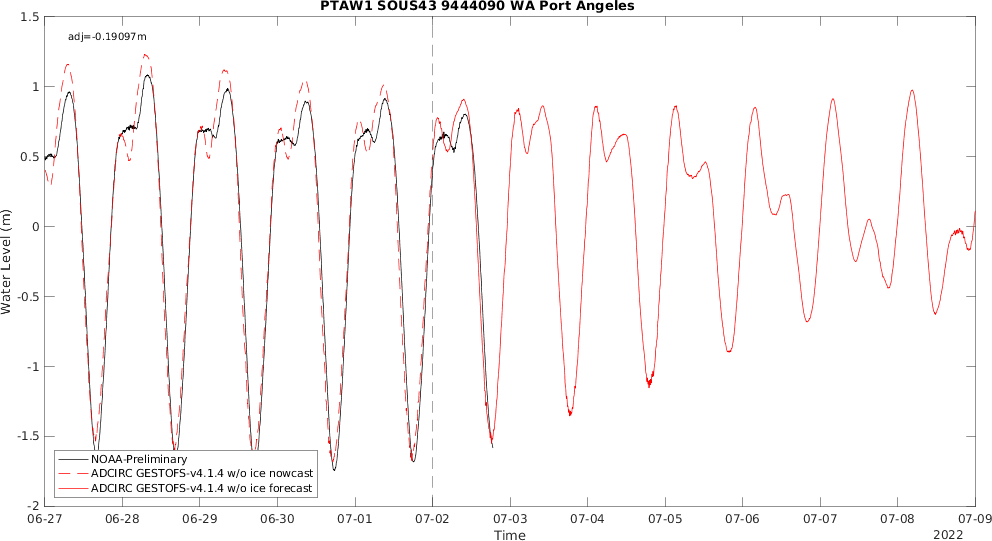 PTAW1 SOUS43 9444090 WA Port Angeles
adj=-0.19097m
1.5
1
0.5
0
-0.5
-1
-1.5
-2
Water Level (m)
NOAA-Preliminary
ADCIRC GESTOFS-v4.1.4 w/o ice nowcast
ADCIRC GESTOFS-v4.1.4 w/o ice forecast
06-27 06-28 06-29 06-30 07-01 07-02 07-03 07-04 07-05 07-06 07-07 07-08 07-09
Time
2022